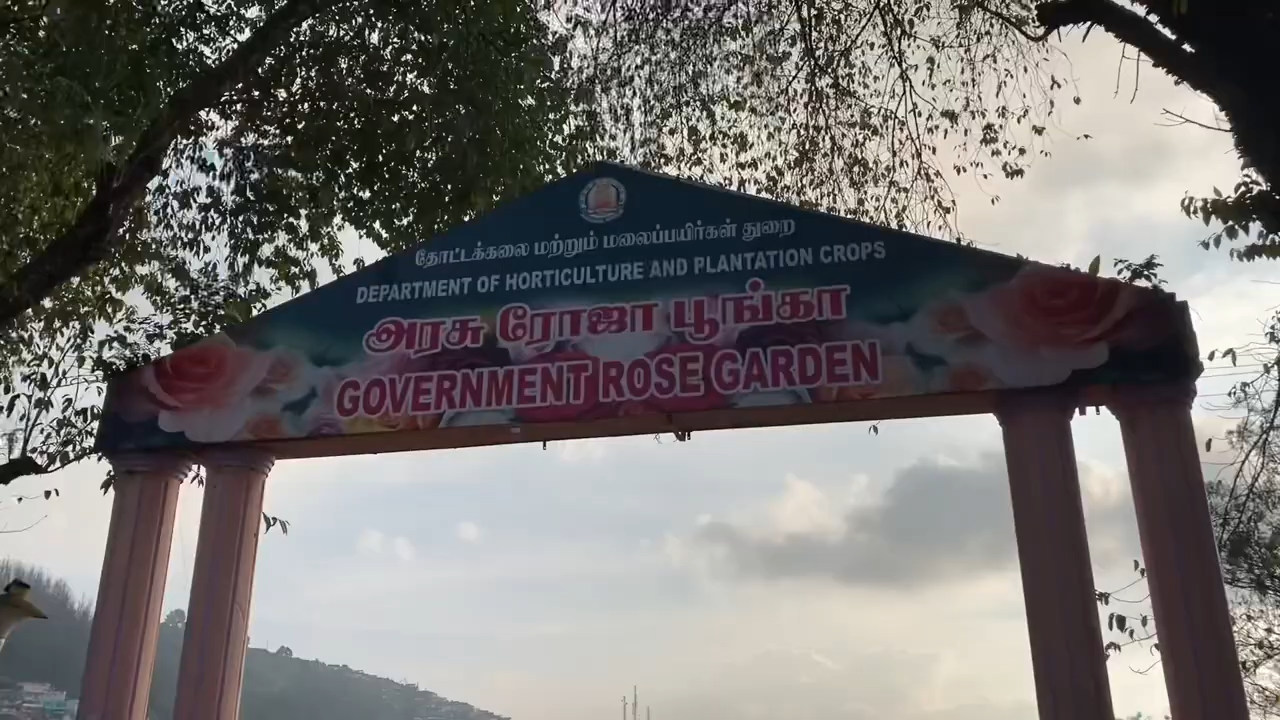 தோட்டக்கலை மற்றும் மலைப்பயிர்கள் துறை
DEPARTMENT OF HORTICULTURE AND PLANTATION CROPS
அரசு ரோஜா பூங்கா
GOVERNMENT ROSE GARDEN